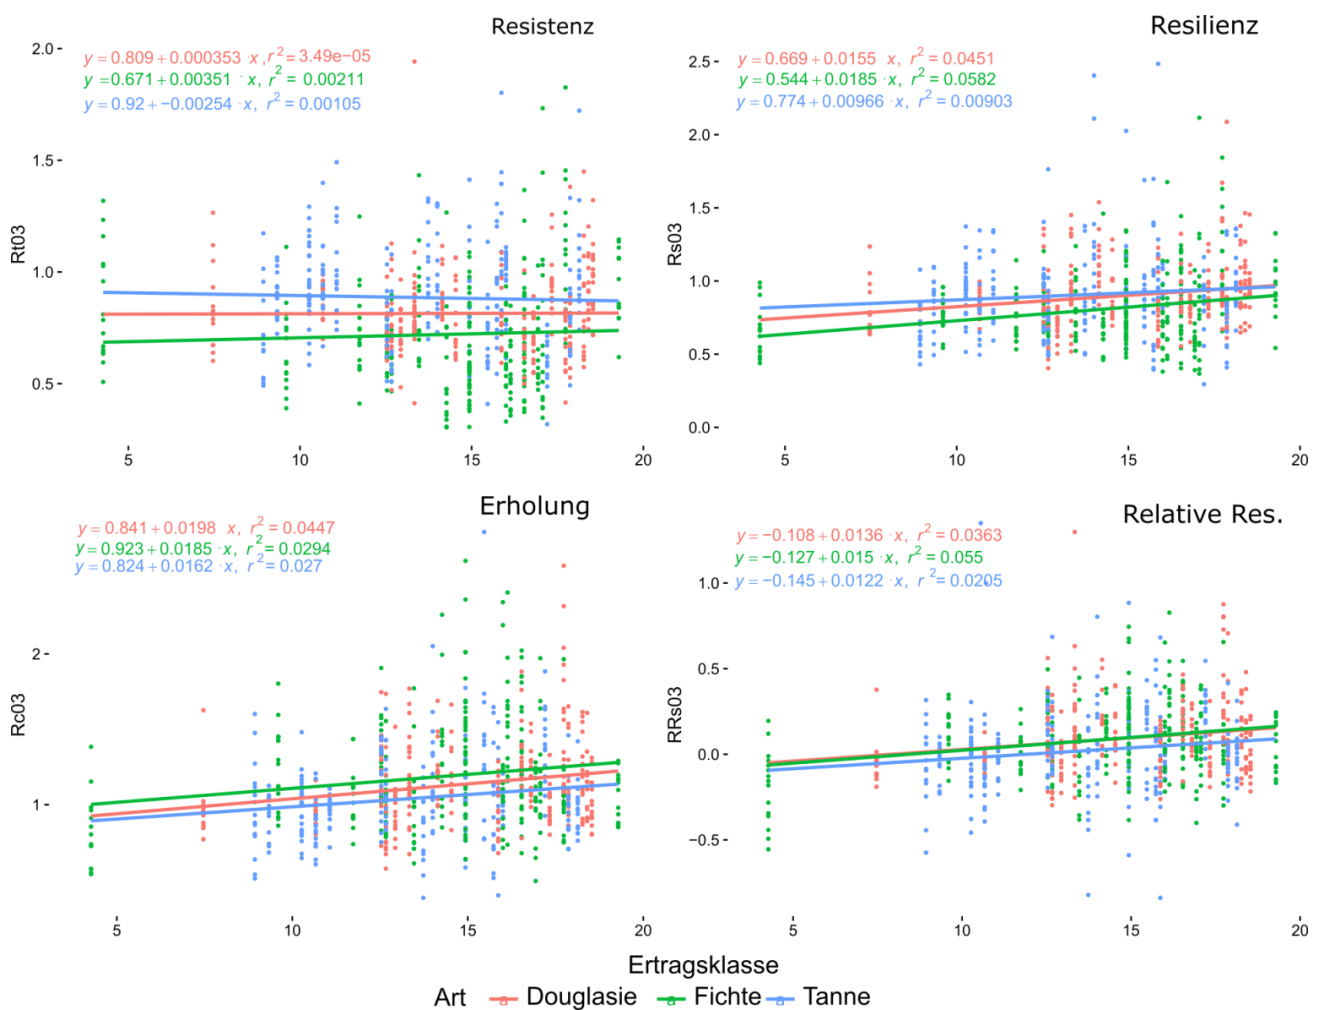 Resistenz
y = 0.809 + 0.000353 · x, r² = 3.49e−05
y = 0.671 + 0.00351 · x, r² = 0.00211
y = 0.92 + −0.00254 · x, r² = 0.00105
2.0
1.5
1.0
0.5
Rt03
5 10 15 20
Resilienz
y = 0.669 + 0.0155 x, r² = 0.0451
y = 0.544 + 0.0185 · x, r² = 0.0582
y = 0.774 + 0.00966 · x, r² = 0.00903
2.5
2.0
1.5
1.0
0.5
0.0
Rs03
5 10 15 20
Erholung
y = 0.841 + 0.0198 x, r² = 0.0447
y = 0.923 + 0.0185 · x, r² = 0.0294
y = 0.824 + 0.0162 · x, r² = 0.027
2
1
Rc03
5 10 15 20
Relative Res.
y = −0.108 + 0.0136 · x, r² = 0.0363
y = −0.127 + 0.015 · x, r² = 0.055
y = −0.145 + 0.0122 · x, r² = 0.0205
1.0
0.5
0.0
−0.5
RRs03
5 10 15 20
Ertragsklasse
Art a Douglasie a Fichte a Tanne